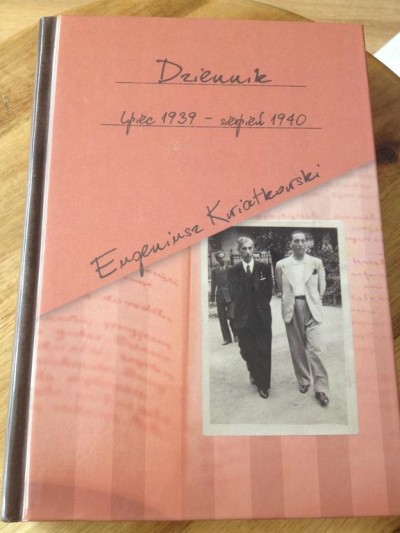 Dziennik
lipiec 1939 - sierpień 1940
Eugeniusz Kwiatkowski